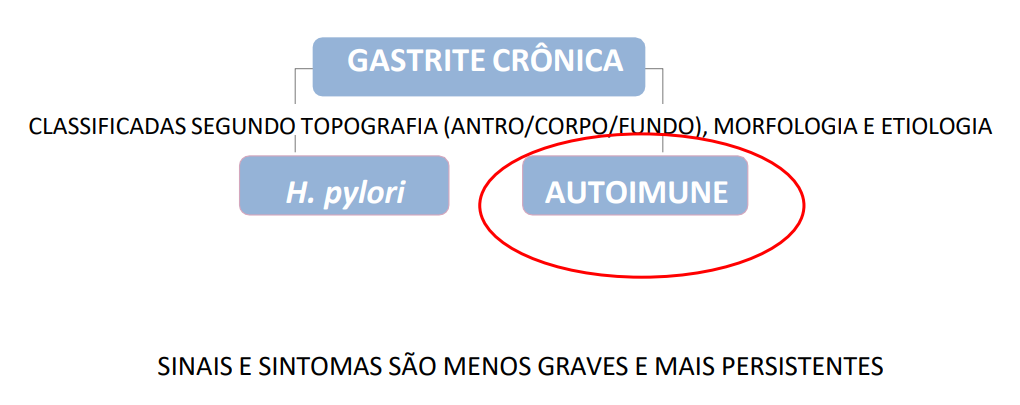 GASTRITE CRÔNICA
CLASSIFICADAS SEGUNDO TOPOGRAFIA (ANTRO/CORPO/FUNDO), MORFOLOGIA E ETIOLOGIA
H. pylori
AUTOIMUNE
SINAIS E SINTOMAS SÃO MENOS GRAVES E MAIS PERSISTENTES